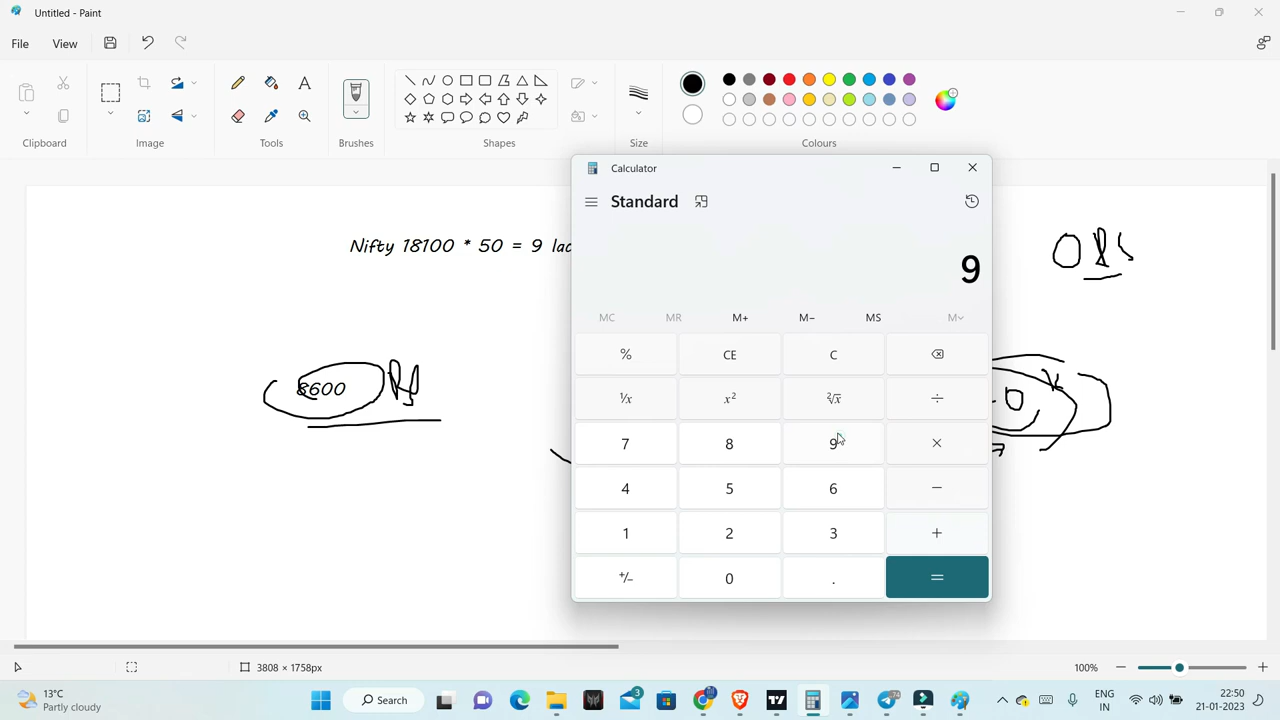 Untitled - Paint
File View
Clipboard Image Tools Brushes Shapes Size Colours
Nifty 18100 * 50 = 9 lac
8600
Calculator
Standard
9
MC MR M+ M− MS M
% CE C
1/x x² ²√x ÷
7 8 9 ×
4 5 6 −
1 2 3 +
+/− 0 . =
3808 × 1758px 100%
13°C
Partly cloudy
Search
3
74
ENG
IN
22:50
21-01-2023